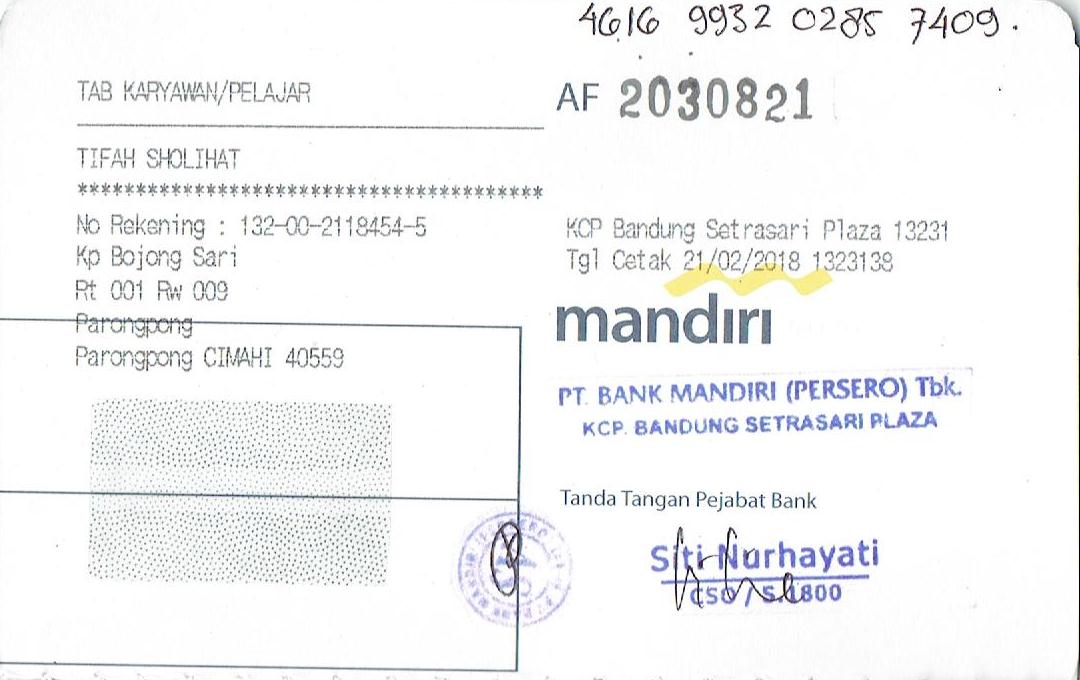 4616 9932 0285 7409.
TAB KARYAWAN/PELAJAR
AF 2030821
TIFAH SHOLIHAT
****************************************
No Rekening : 132-00-2118454-5
Kp Bojong Sari
Rt 001 Rw 009
Parongpong
Parongpong CIMAHI 40559
KCP Bandung Setrasari Plaza 13231
Tgl Cetak 21/02/2018 1323138
mandiri
PT. BANK MANDIRI (PERSERO) Tbk.
KCP. BANDUNG SETRASARI PLAZA
Tanda Tangan Pejabat Bank
Siti Nurhayati
CSO / S.1800